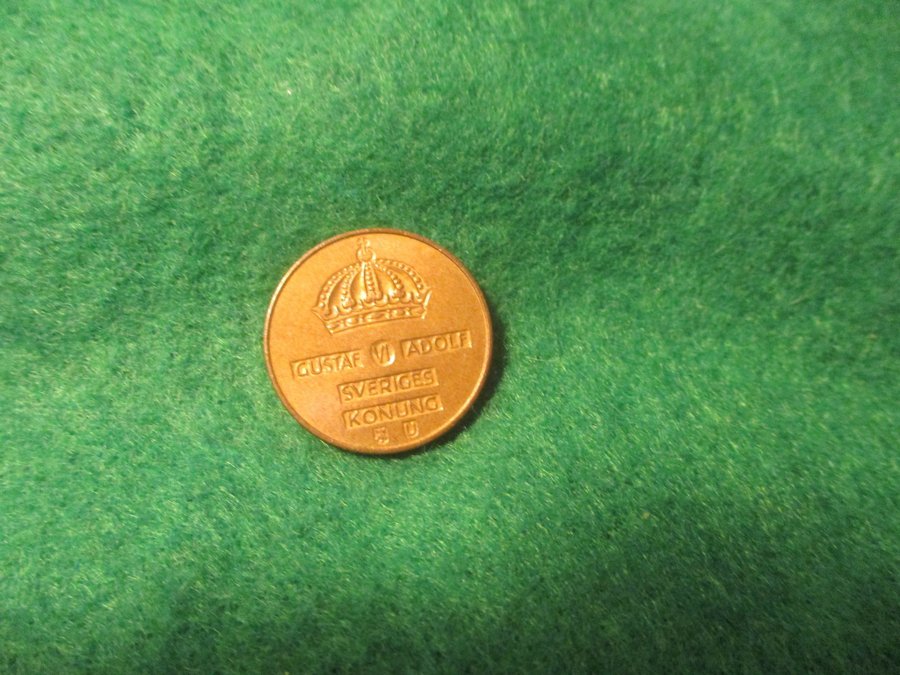 GUSTAF VI ADOLF
SVERIGES
KONUNG
U